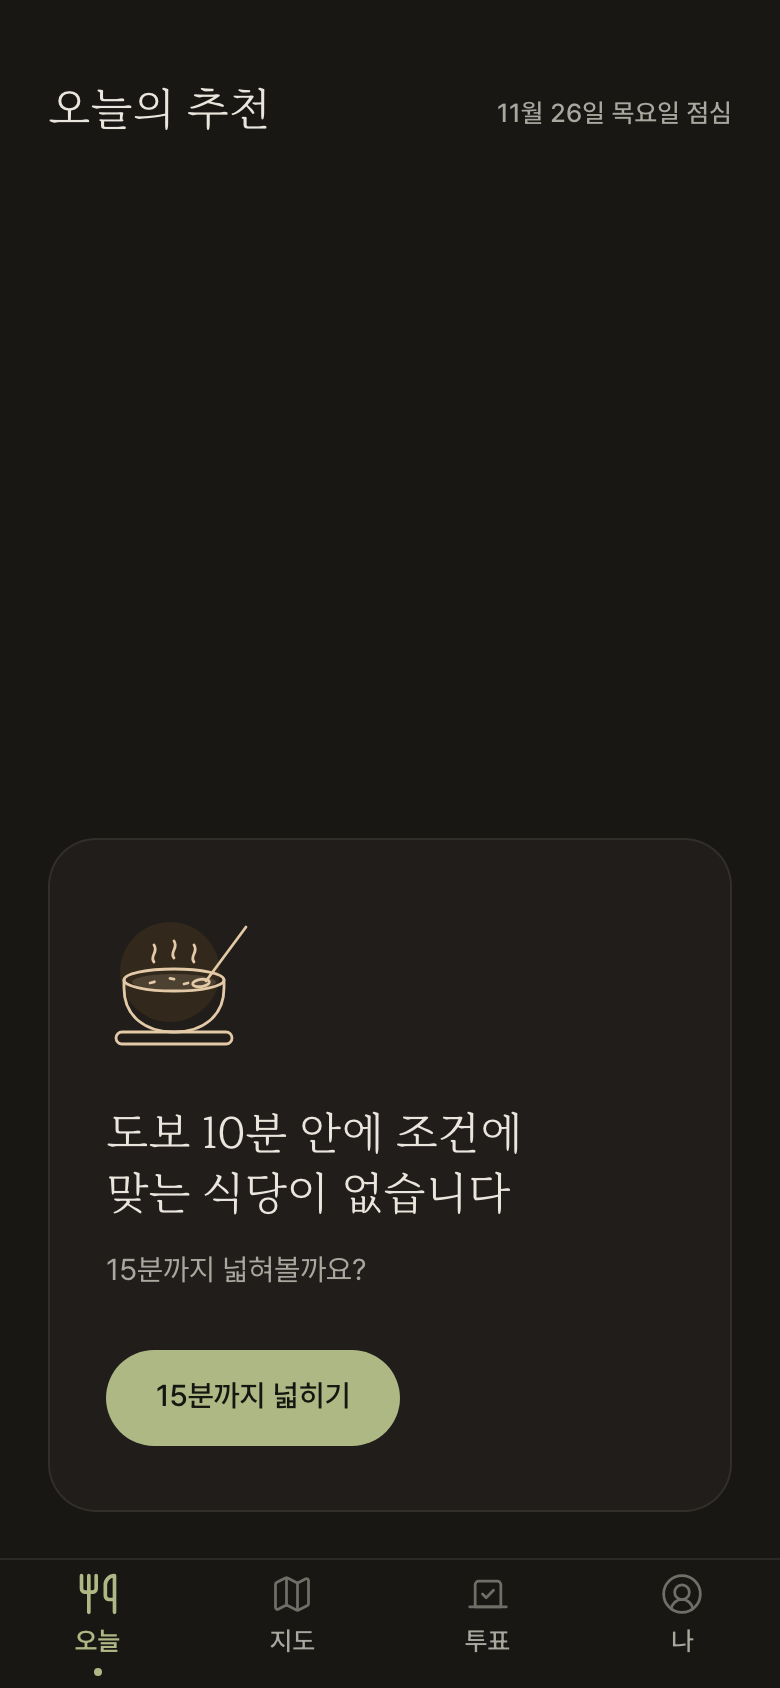 오늘의 추천
11월 26일 목요일 점심
도보 10분 안에 조건에
맞는 식당이 없습니다
15분까지 넓혀볼까요?
15분까지 넓히기
오늘
지도
투표
나